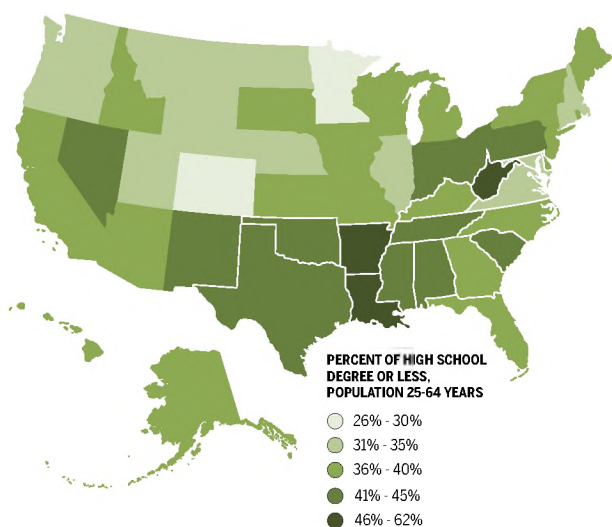 PERCENT OF HIGH SCHOOL
DEGREE OR LESS,
POPULATION 25-64 YEARS
26% - 30%
31% - 35%
36% - 40%
41% - 45%
46% - 62%